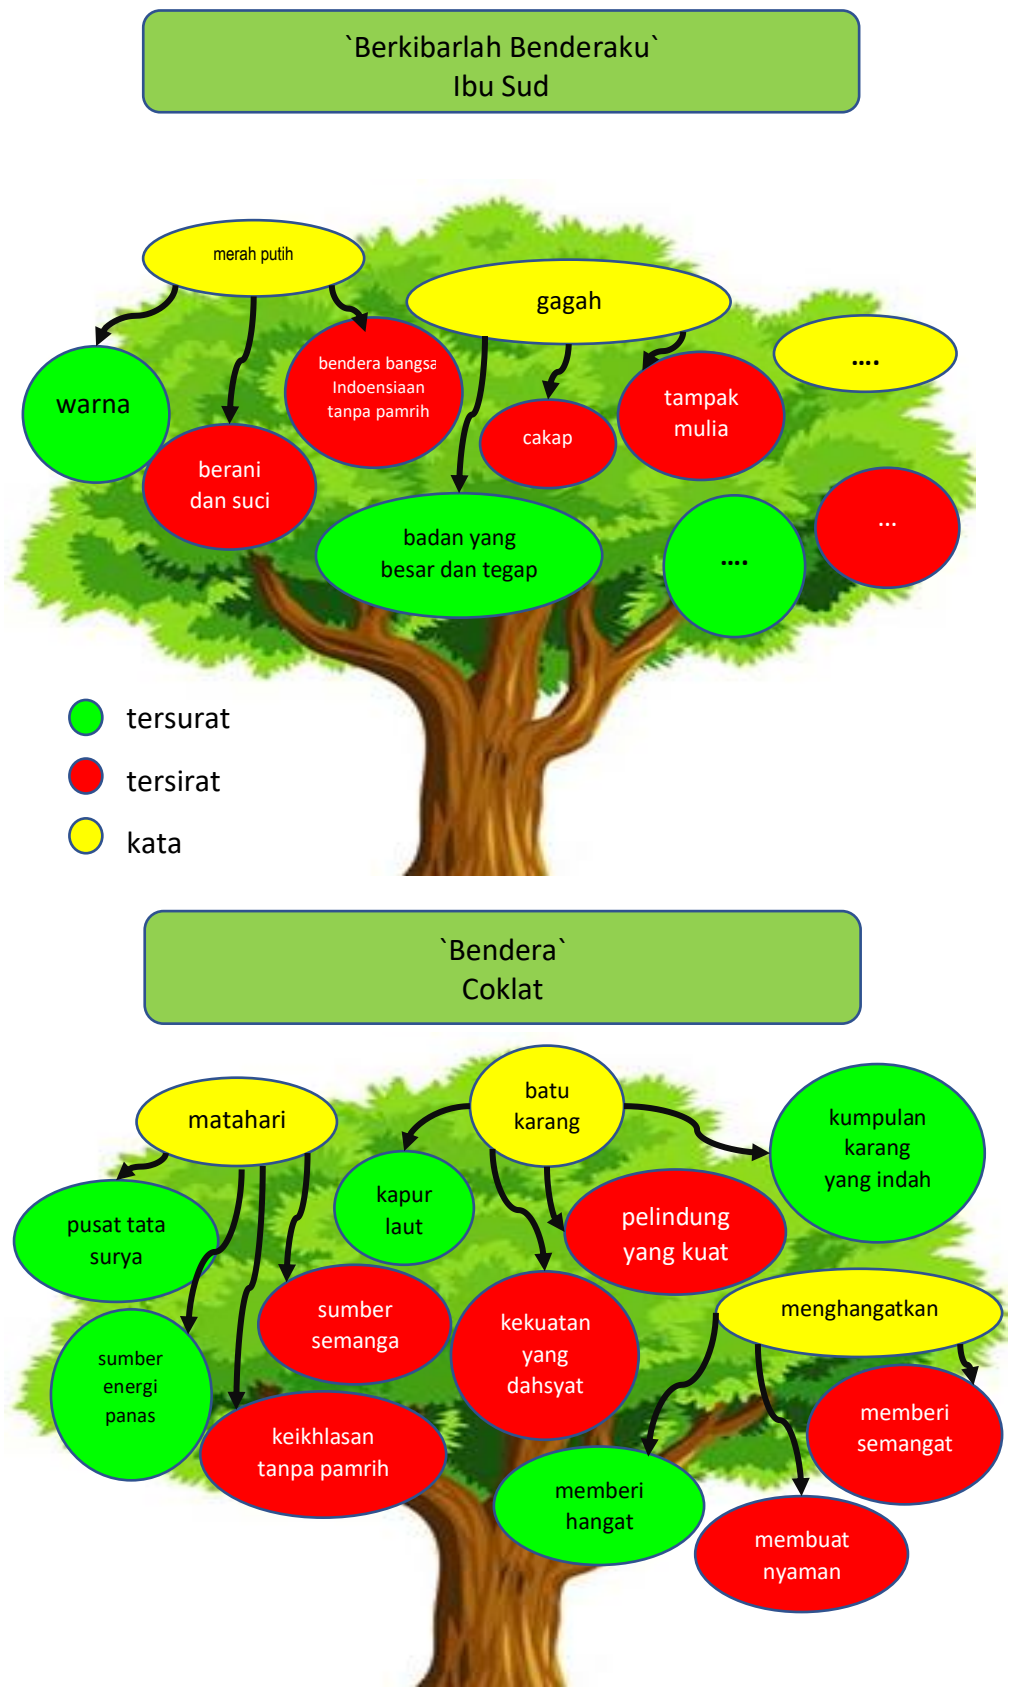 `Berkibarlah Benderaku`
Ibu Sud
merah putih
gagah
....
warna
berani
dan suci
bendera bangsa
Indoensiaan
tanpa pamrih
cakap
tampak
mulia
badan yang
besar dan tegap
....
...
tersurat
tersirat
kata
`Bendera`
Coklat
matahari
batu
karang
kumpulan
karang
yang indah
pusat tata
surya
kapur
laut
pelindung
yang kuat
sumber
semanga
kekuatan
yang
dahsyat
menghangatkan
sumber
energi
panas
keikhlasan
tanpa pamrih
memberi
semangat
memberi
hangat
membuat
nyaman